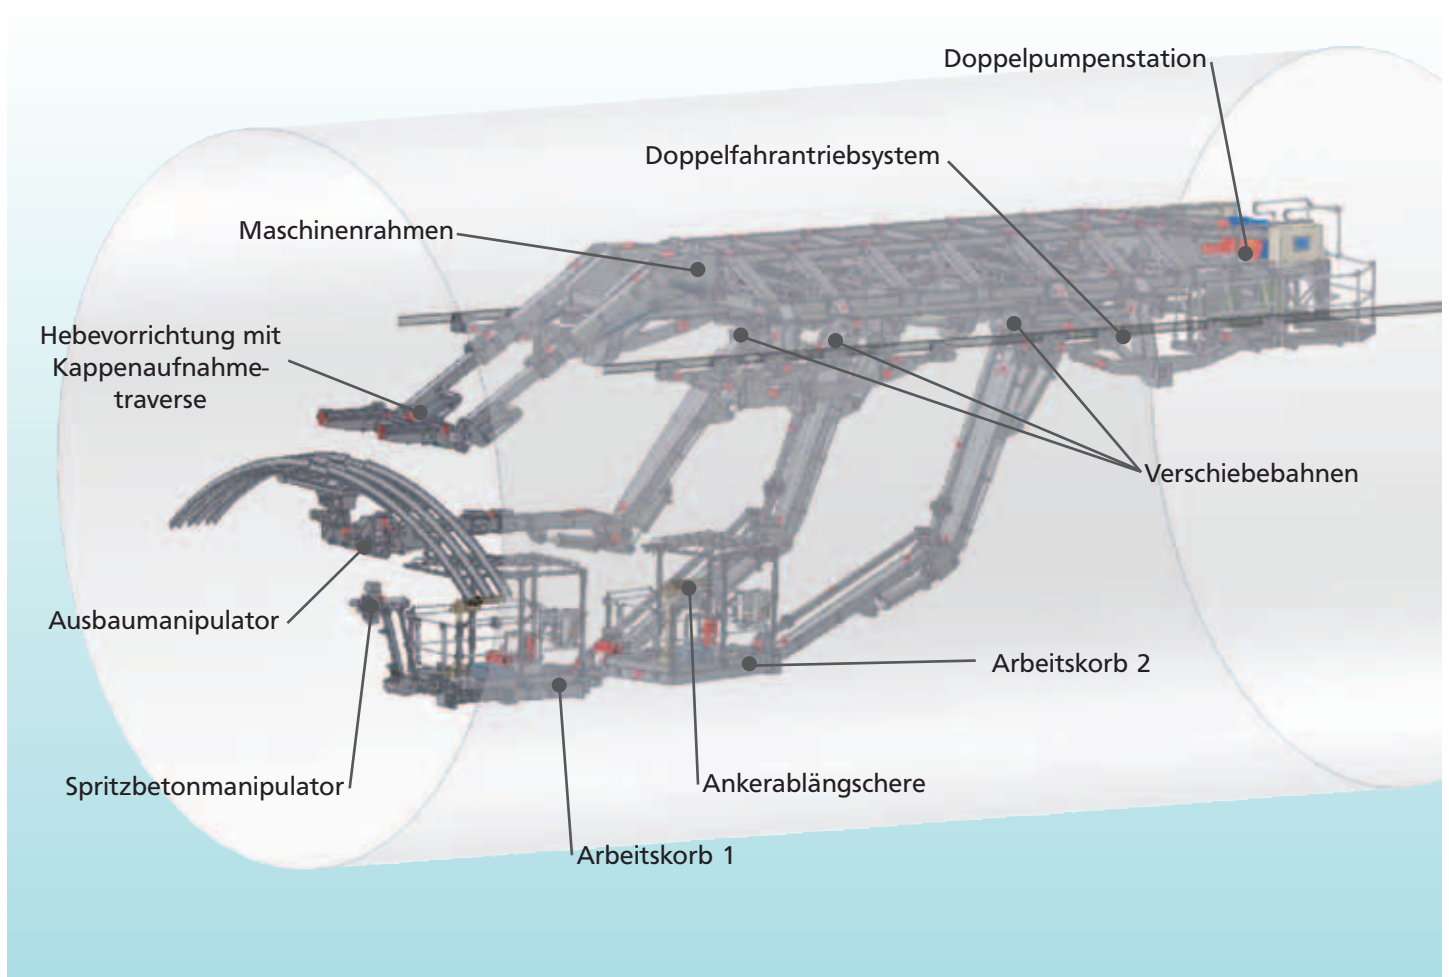 Doppelpumpenstation
Doppelfahrantriebsystem
Maschinenrahmen
Hebevorrichtung mit
Kappenaufnahme-
traverse
Verschiebebahnen
Ausbaumanipulator
Arbeitskorb 2
Spritzbetonmanipulator
Ankerablängschere
Arbeitskorb 1